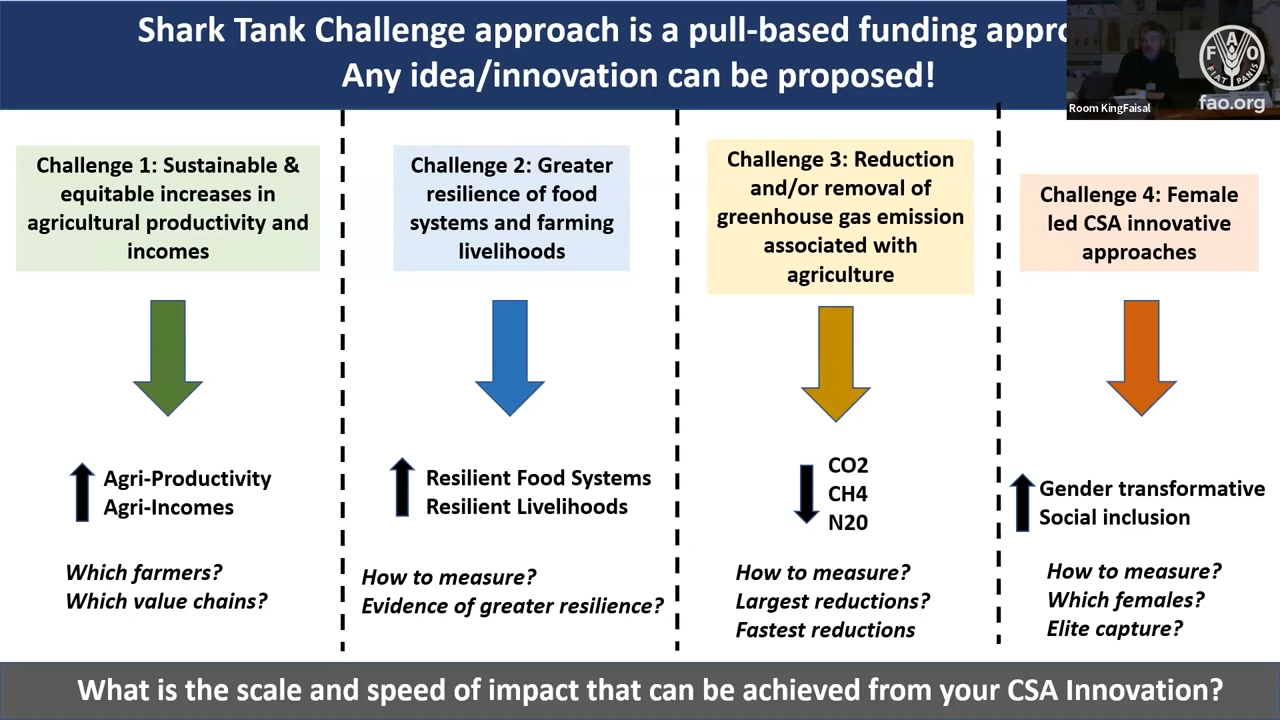 Shark Tank Challenge approach is a pull-based funding appro
Any idea/innovation can be proposed!
Room KingFaisal
F A O
FIAT PANIS
fao.org
Challenge 1: Sustainable &
equitable increases in
agricultural productivity and
incomes
Challenge 2: Greater
resilience of food
systems and farming
livelihoods
Challenge 3: Reduction
and/or removal of
greenhouse gas emission
associated with
agriculture
Challenge 4: Female
led CSA innovative
approaches
Agri-Productivity
Agri-Incomes
Resilient Food Systems
Resilient Livelihoods
CO2
CH4
N20
Gender transformative
Social inclusion
Which farmers?
Which value chains?
How to measure?
Evidence of greater resilience?
How to measure?
Largest reductions?
Fastest reductions
How to measure?
Which females?
Elite capture?
What is the scale and speed of impact that can be achieved from your CSA Innovation?